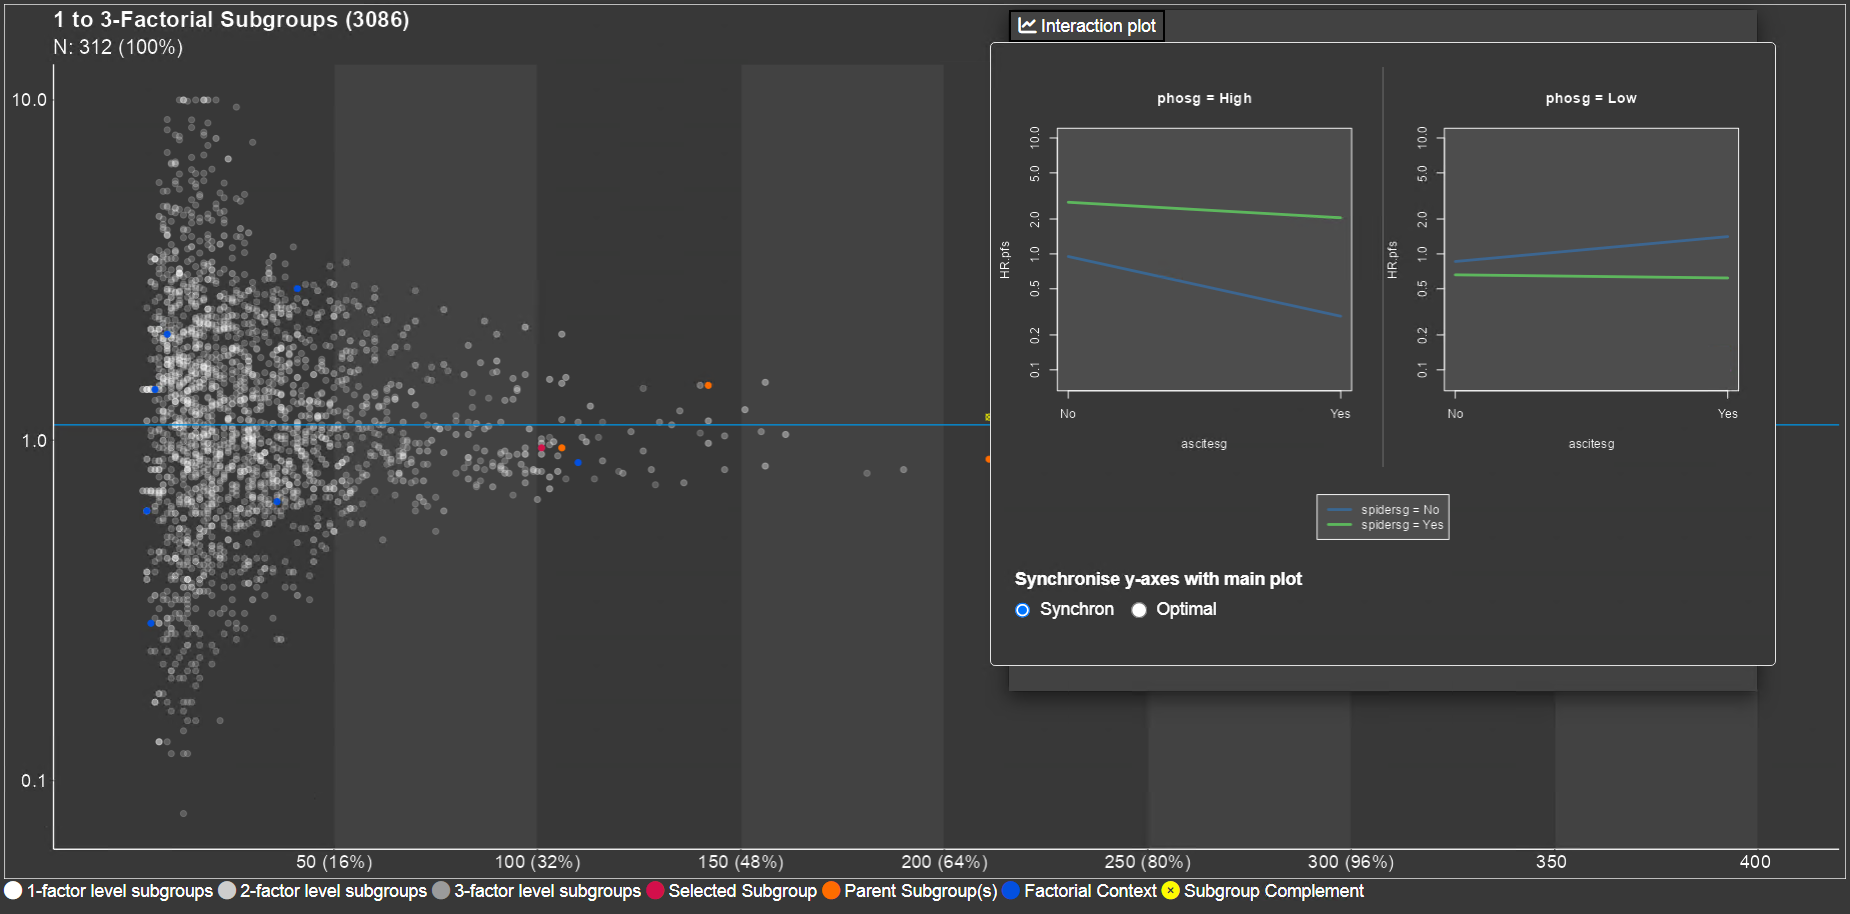 1 to 3-Factorial Subgroups (3086)
N: 312 (100%)
10.0
1.0
0.1
50 (16%)
100 (32%)
150 (48%)
200 (64%)
250 (80%)
300 (96%)
350
400
1-factor level subgroups
2-factor level subgroups
3-factor level subgroups
Selected Subgroup
Parent Subgroup(s)
Factorial Context
Subgroup Complement
Interaction plot
phosg = High
10.0
5.0
2.0
1.0
0.5
0.2
0.1
HR.pfs
No
Yes
ascitesg
phosg = Low
10.0
5.0
2.0
1.0
0.5
0.2
0.1
HR.pfs
No
Yes
ascitesg
spidersg = No
spidersg = Yes
Synchronise y-axes with main plot
Synchron
Optimal